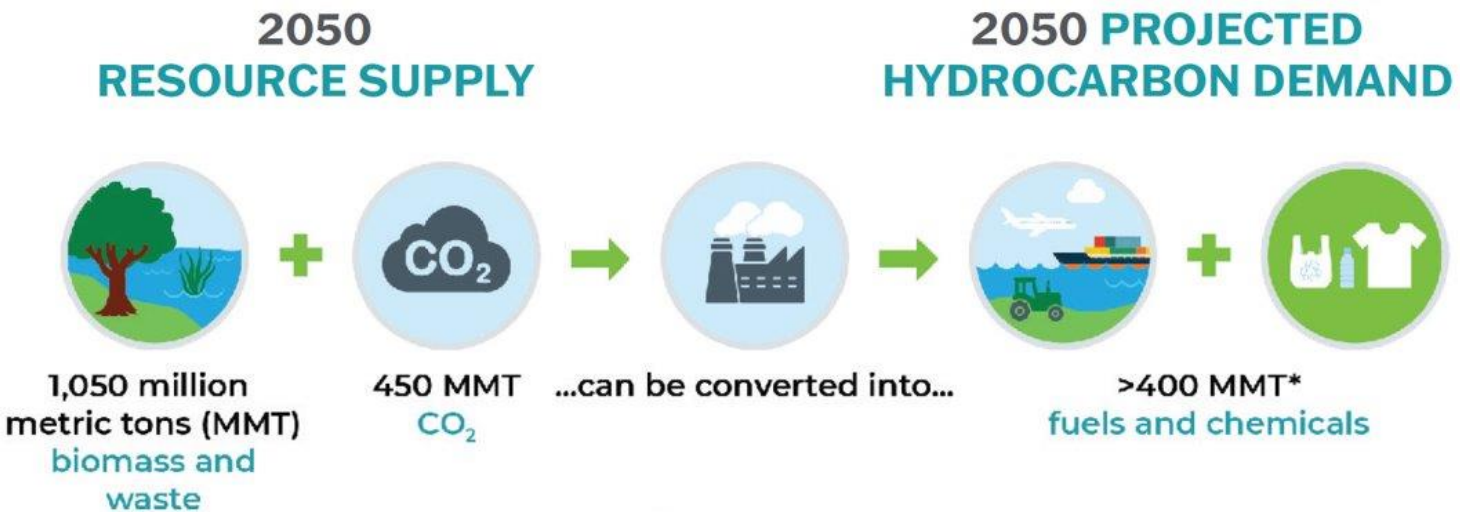 2050
RESOURCE SUPPLY
2050 PROJECTED
HYDROCARBON DEMAND
CO₂
1,050 million
metric tons (MMT)
biomass and
waste
450 MMT
CO₂
...can be converted into...
>400 MMT*
fuels and chemicals